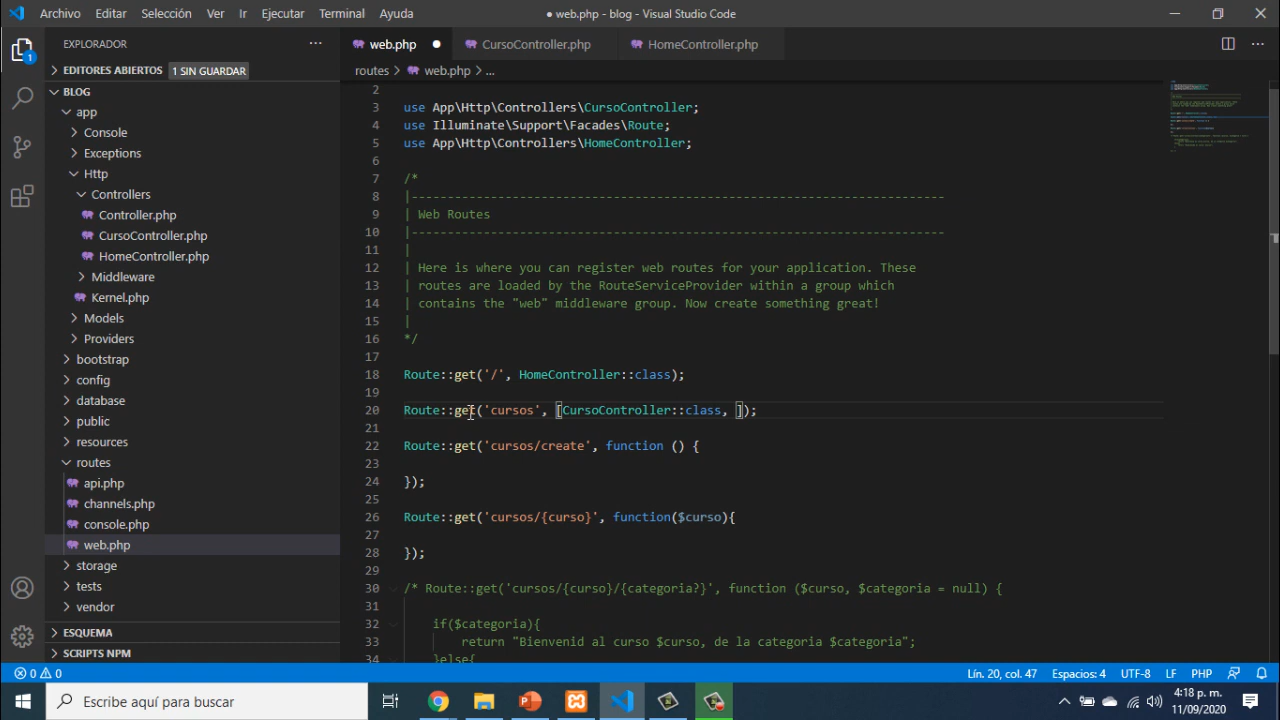 Archivo Editar Selección Ver Ir Ejecutar Terminal Ayuda
● web.php - blog - Visual Studio Code
EXPLORADOR
EDITORES ABIERTOS 1 SIN GUARDAR
BLOG
app
Console
Exceptions
Http
Controllers
Controller.php
CursoController.php
HomeController.php
Middleware
Kernel.php
Models
Providers
bootstrap
config
database
public
resources
routes
api.php
channels.php
console.php
web.php
storage
tests
vendor
ESQUEMA
SCRIPTS NPM
1
web.php ● CursoController.php HomeController.php
routes > web.php > ...
2
3 use App\Http\Controllers\CursoController;
4 use Illuminate\Support\Facades\Route;
5 use App\Http\Controllers\HomeController;
6
7 /*
8 |--------------------------------------------------------------------------
9 | Web Routes
10 |--------------------------------------------------------------------------
11 |
12 | Here is where you can register web routes for your application. These
13 | routes are loaded by the RouteServiceProvider within a group which
14 | contains the "web" middleware group. Now create something great!
15 |
16 */
17
18 Route::get('/', HomeController::class);
19
20 Route::get('cursos', [CursoController::class, ]);
21
22 Route::get('cursos/create', function () {
23
24 });
25
26 Route::get('cursos/{curso}', function($curso){
27
28 });
29
30 /* Route::get('cursos/{curso}/{categoria?}', function ($curso, $categoria = null) {
31
32 if($categoria){
33 return "Bienvenid al curso $curso, de la categoria $categoria";
34 }else{
0 0
Lín. 20, col. 47 Espacios: 4 UTF-8 LF PHP
Escribe aquí para buscar
4:18 p. m.
11/09/2020